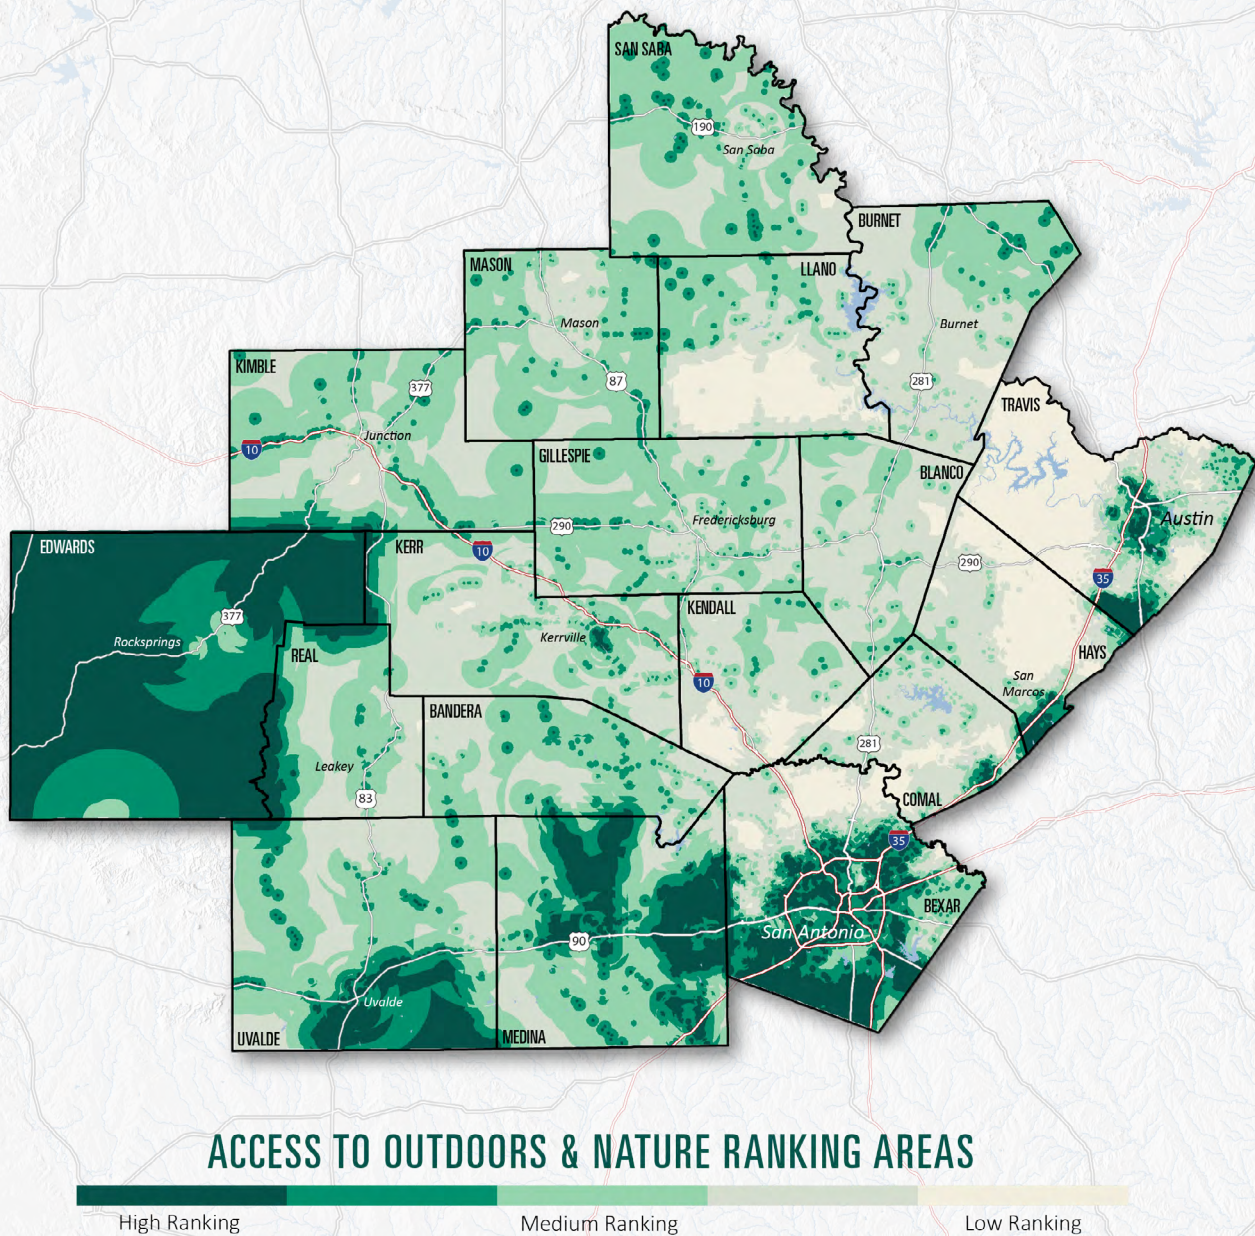 SAN SABA
190
San Saba
BURNET
MASON
LLANO
Mason
Burnet
KIMBLE
377
87
281
TRAVIS
10
Junction
GILLESPIE
BLANCO
290
Fredericksburg
Austin
EDWARDS
KERR
10
290
35
377
KENDALL
Rocksprings
Kerrville
REAL
HAYS
10
San
Marcos
BANDERA
281
Leakey
83
COMAL
35
BEXAR
90
San Antonio
Uvalde
UVALDE
MEDINA
ACCESS TO OUTDOORS & NATURE RANKING AREAS
High Ranking
Medium Ranking
Low Ranking